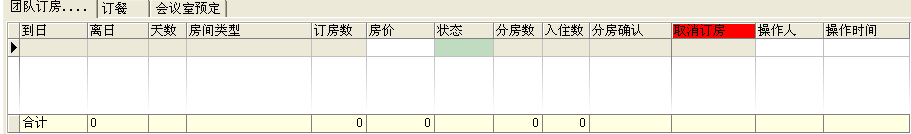 团队订房.... 订餐 会议室预定
到日 离日 天数 房间类型 订房数 房价 状态 分房数 入住数 分房确认 取消订房 操作人 操作时间
合计 0 0 0 0 0